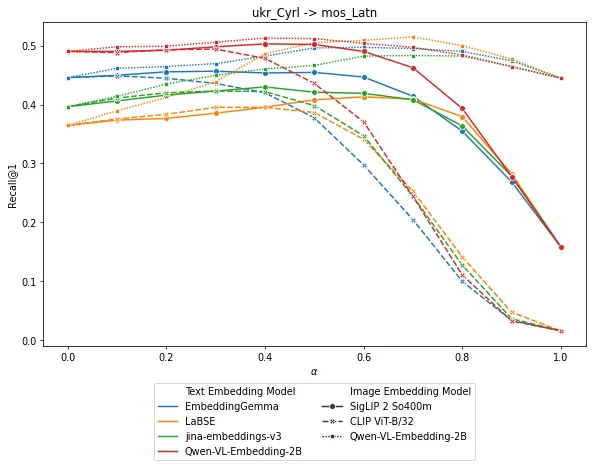 ukr_Cyrl -> mos_Latn
Recall@1
0.5
0.4
0.3
0.2
0.1
0.0
0.0 0.2 0.4 0.6 0.8 1.0
α
Text Embedding Model Image Embedding Model
EmbeddingGemma SigLIP 2 So400m
LaBSE CLIP ViT-B/32
jina-embeddings-v3 Qwen-VL-Embedding-2B
Qwen-VL-Embedding-2B